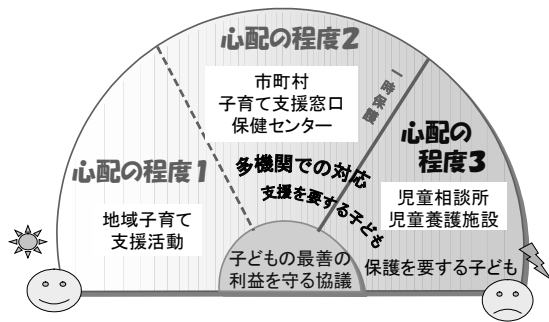 心配の程度2
市町村
子育て支援窓口
保健センター
一時保護
心配の
程度3
心配の程度1
多機関での対応
支援を要する子ども
児童相談所
児童養護施設
地域子育て
支援活動
子どもの最善の
利益を守る協議
保護を要する子ども